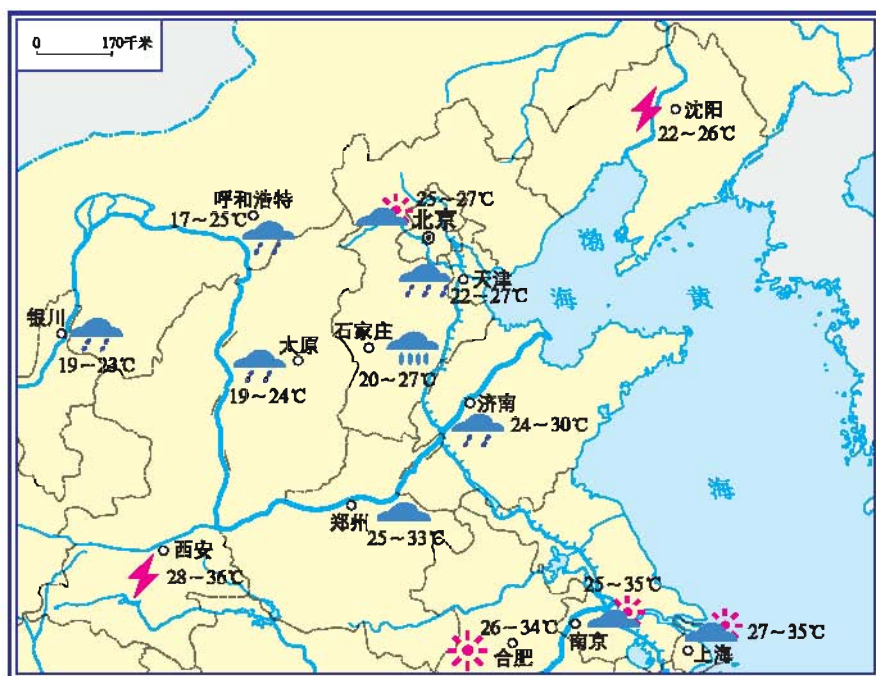 0 170千米
沈阳
22～26℃
呼和浩特
17～25℃
25～27℃
北京
渤
海
黄
海
天津
22～27℃
银川
19～23℃
太原
19～24℃
石家庄
20～27℃
济南
24～30℃
郑州
25～33℃
西安
28～36℃
25～35℃
南京
26～34℃
合肥
27～35℃
上海